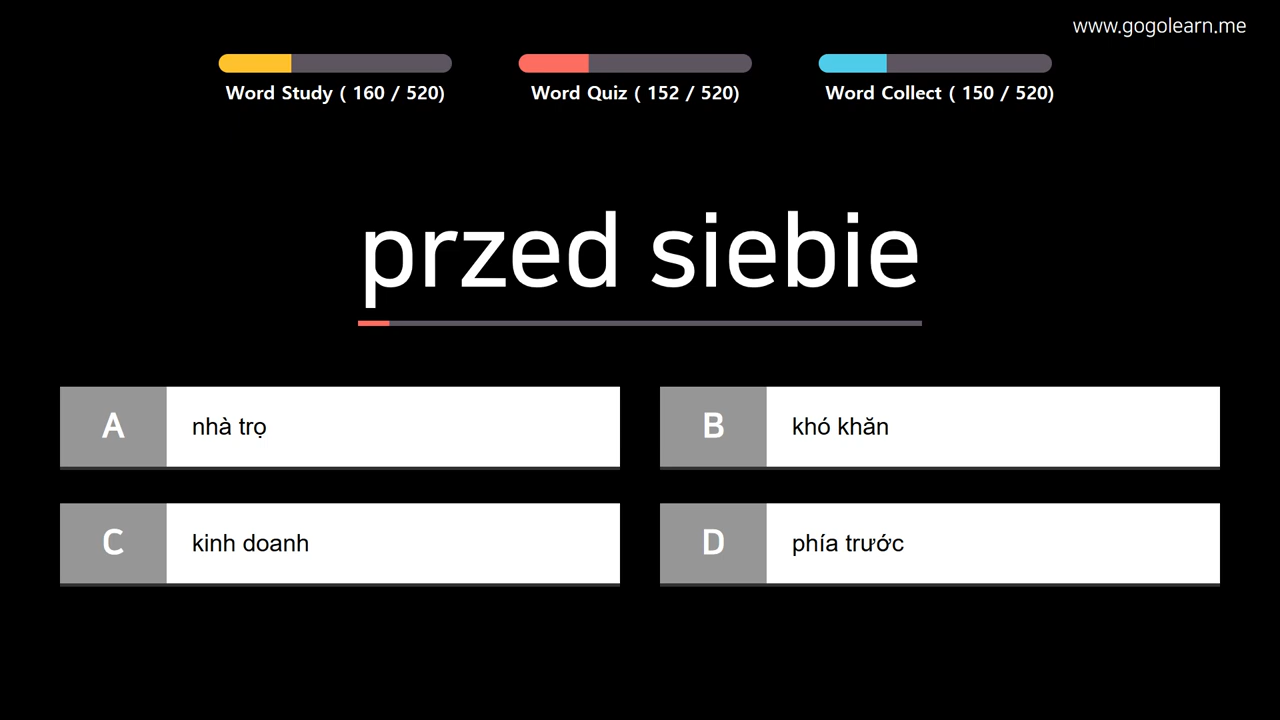 www.gogolearn.me
Word Study ( 160 / 520)
Word Quiz ( 152 / 520)
Word Collect ( 150 / 520)
przed siebie
A nhà trọ
B khó khăn
C kinh doanh
D phía trước